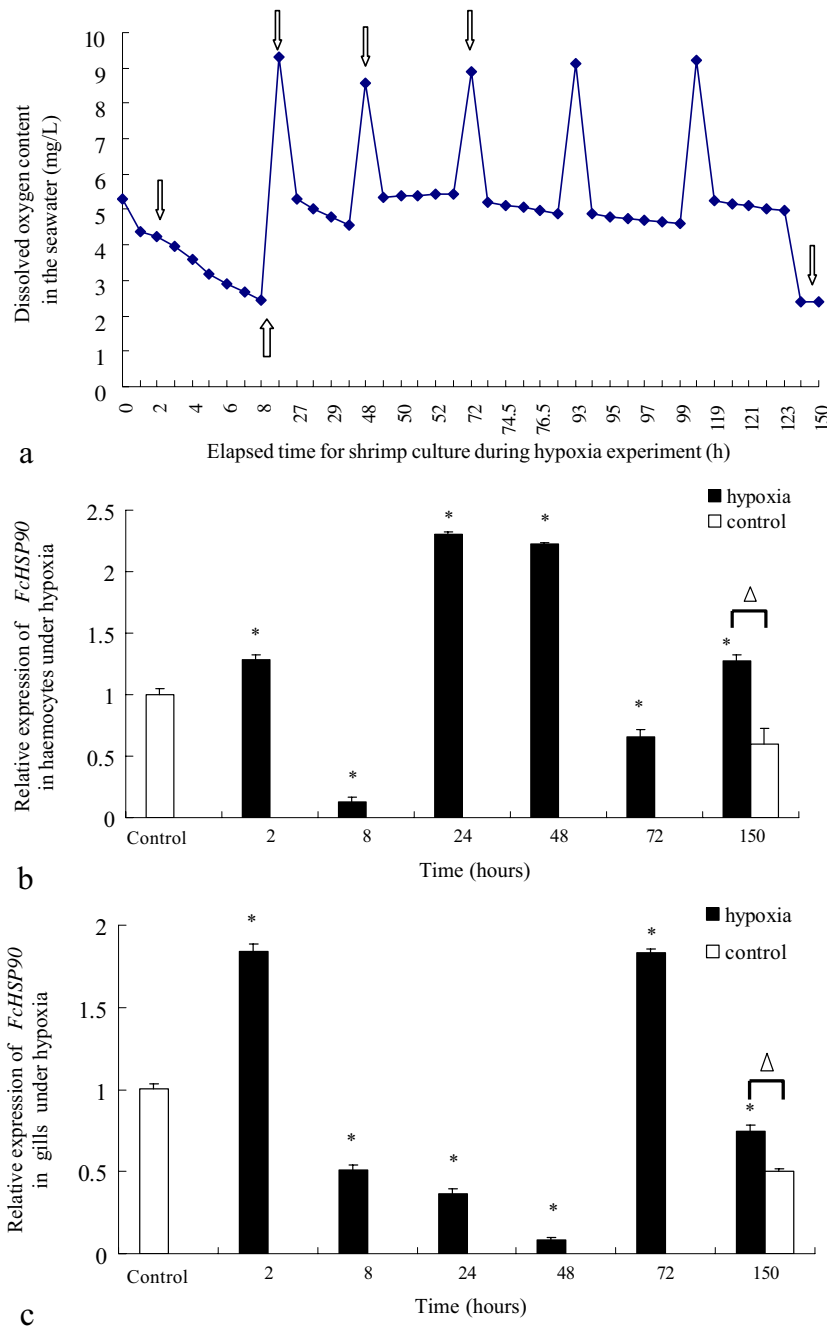 10
9
8
7
6
5
4
3
2
1
0
Dissolved oxygen content
in the seawater (mg/L)
0 2 4 6 8 27 29 48 50 52 72 74.5 76.5 93 95 97 99 119 121 123 150
Elapsed time for shrimp culture during hypoxia experiment (h)
a
hypoxia
control
2.5
2
1.5
1
0.5
0
Relative expression of FcHSP90
in haemocytes under hypoxia
* * * * * * Δ
Control 2 8 24 48 72 150
Time (hours)
b
hypoxia
control
2
1.5
1
0.5
0
Relative expression of FcHSP90
in gills under hypoxia
* * * * * * Δ
Control 2 8 24 48 72 150
Time (hours)
c